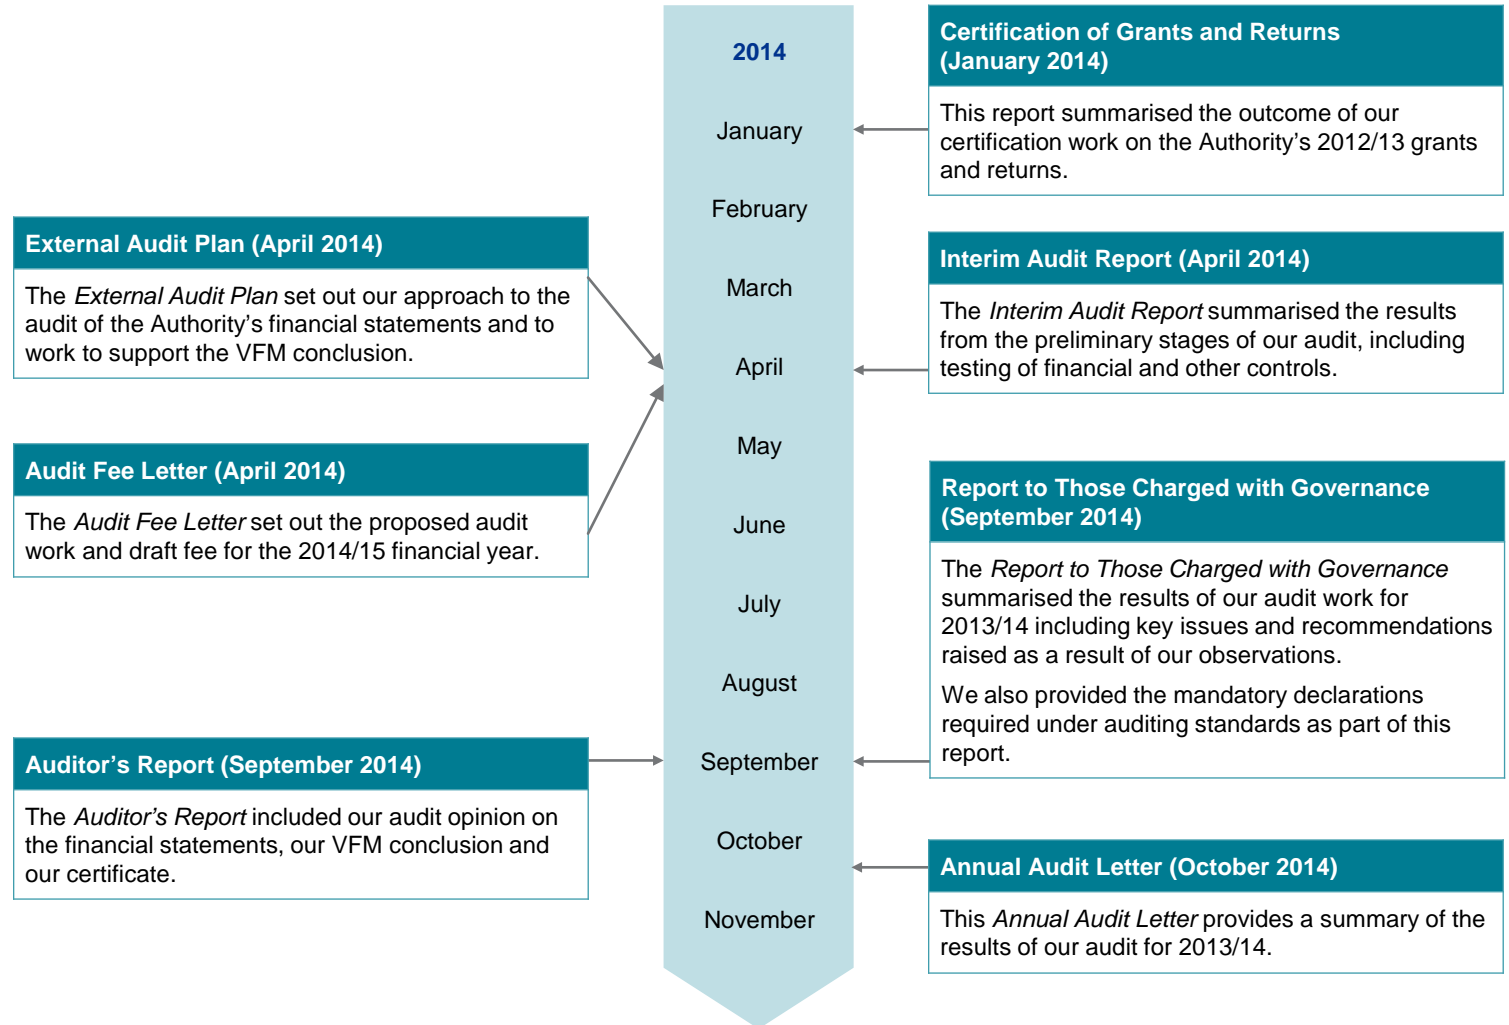 2014
January
February
March
April
May
June
July
August
September
October
November
External Audit Plan (April 2014)
The External Audit Plan set out our approach to the
audit of the Authority’s financial statements and to
work to support the VFM conclusion.
Audit Fee Letter (April 2014)
The Audit Fee Letter set out the proposed audit
work and draft fee for the 2014/15 financial year.
Auditor’s Report (September 2014)
The Auditor’s Report included our audit opinion on
the financial statements, our VFM conclusion and
our certificate.
Certification of Grants and Returns
(January 2014)
This report summarised the outcome of our
certification work on the Authority’s 2012/13 grants
and returns.
Interim Audit Report (April 2014)
The Interim Audit Report summarised the results
from the preliminary stages of our audit, including
testing of financial and other controls.
Report to Those Charged with Governance
(September 2014)
The Report to Those Charged with Governance
summarised the results of our audit work for
2013/14 including key issues and recommendations
raised as a result of our observations.
We also provided the mandatory declarations
required under auditing standards as part of this
report.
Annual Audit Letter (October 2014)
This Annual Audit Letter provides a summary of the
results of our audit for 2013/14.